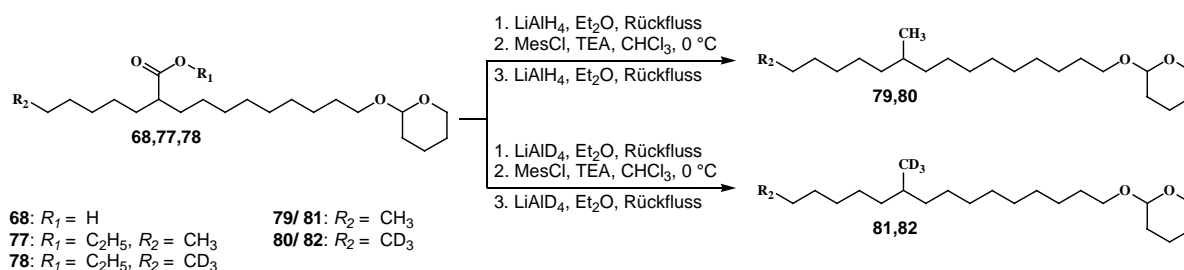 1. LiAlH4, Et2O, Rückfluss
2. MesCl, TEA, CHCl3, 0 °C
3. LiAlH4, Et2O, Rückfluss
CH3
R2
O
O
79,80
O
O
R1
R2
O
O
68,77,78
1. LiAlD4, Et2O, Rückfluss
2. MesCl, TEA, CHCl3, 0 °C
3. LiAlD4, Et2O, Rückfluss
CD3
R2
O
O
81,82
68: R1 = H
77: R1 = C2H5, R2 = CH3
78: R1 = C2H5, R2 = CD3
79/ 81: R2 = CH3
80/ 82: R2 = CD3